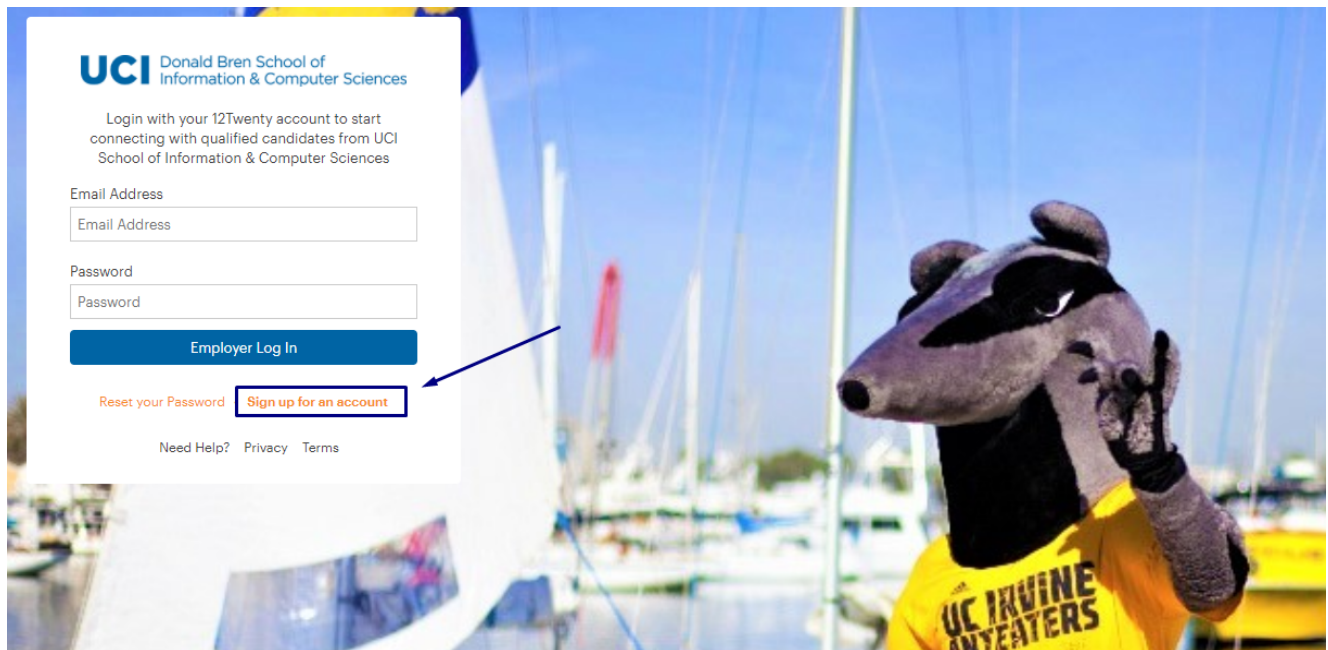 UCI Donald Bren School of
Information & Computer Sciences
Login with your 12Twenty account to start
connecting with qualified candidates from UCI
School of Information & Computer Sciences
Email Address
Email Address
Password
Password
Employer Log In
Reset your Password Sign up for an account
Need Help? Privacy Terms
UC IRVINE
ANTEATERS